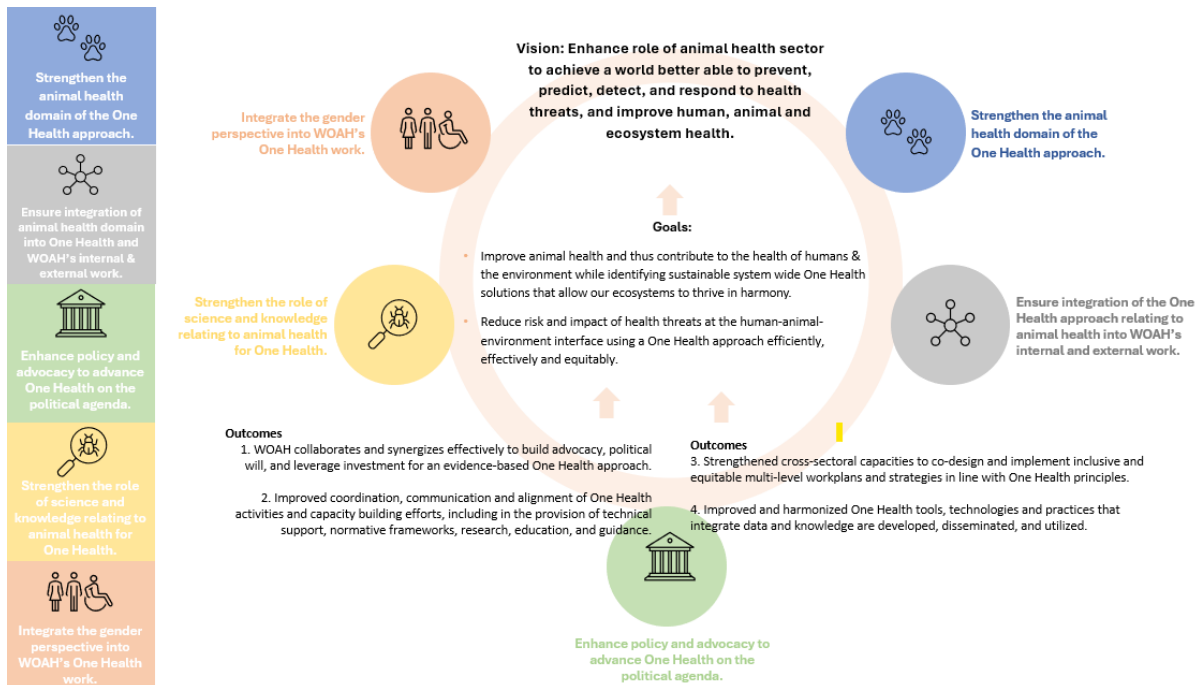 Strengthen the
animal health
domain of the One
Health approach.
Ensure integration of
animal health domain
into One Health and
WOAH's internal &
external work.
Enhance policy and
advocacy to advance
One Health on the
political agenda.
Strengthen the role
of science and
knowledge relating to
animal health for
One Health.
Integrate the gender
perspective into
WOAH's One Health
work.
Vision: Enhance role of animal health sector
to achieve a world better able to prevent,
predict, detect, and respond to health
threats, and improve human, animal and
ecosystem health.
Integrate the gender
perspective into WOAH's
One Health work.
Strengthen the animal
health domain of the
One Health approach.
Goals:
• Improve animal health and thus contribute to the health of humans &
the environment while identifying sustainable system wide One Health
solutions that allow our ecosystems to thrive in harmony.
• Reduce risk and impact of health threats at the human-animal-
environment interface using a One Health approach efficiently,
effectively and equitably.
Strengthen the role of
science and knowledge
relating to animal health
for One Health.
Ensure integration of the One
Health approach relating to
animal health into WOAH's
internal and external work.
Outcomes
1. WOAH collaborates and synergizes effectively to build advocacy, political
will, and leverage investment for an evidence-based One Health approach.
2. Improved coordination, communication and alignment of One Health
activities and capacity building efforts, including in the provision of technical
support, normative frameworks, research, education, and guidance.
Outcomes
3. Strengthened cross-sectoral capacities to co-design and implement inclusive and
equitable multi-level workplans and strategies in line with One Health principles.
4. Improved and harmonized One Health tools, technologies and practices that
integrate data and knowledge are developed, disseminated, and utilized.
Enhance policy and advocacy to
advance One Health on the
political agenda.